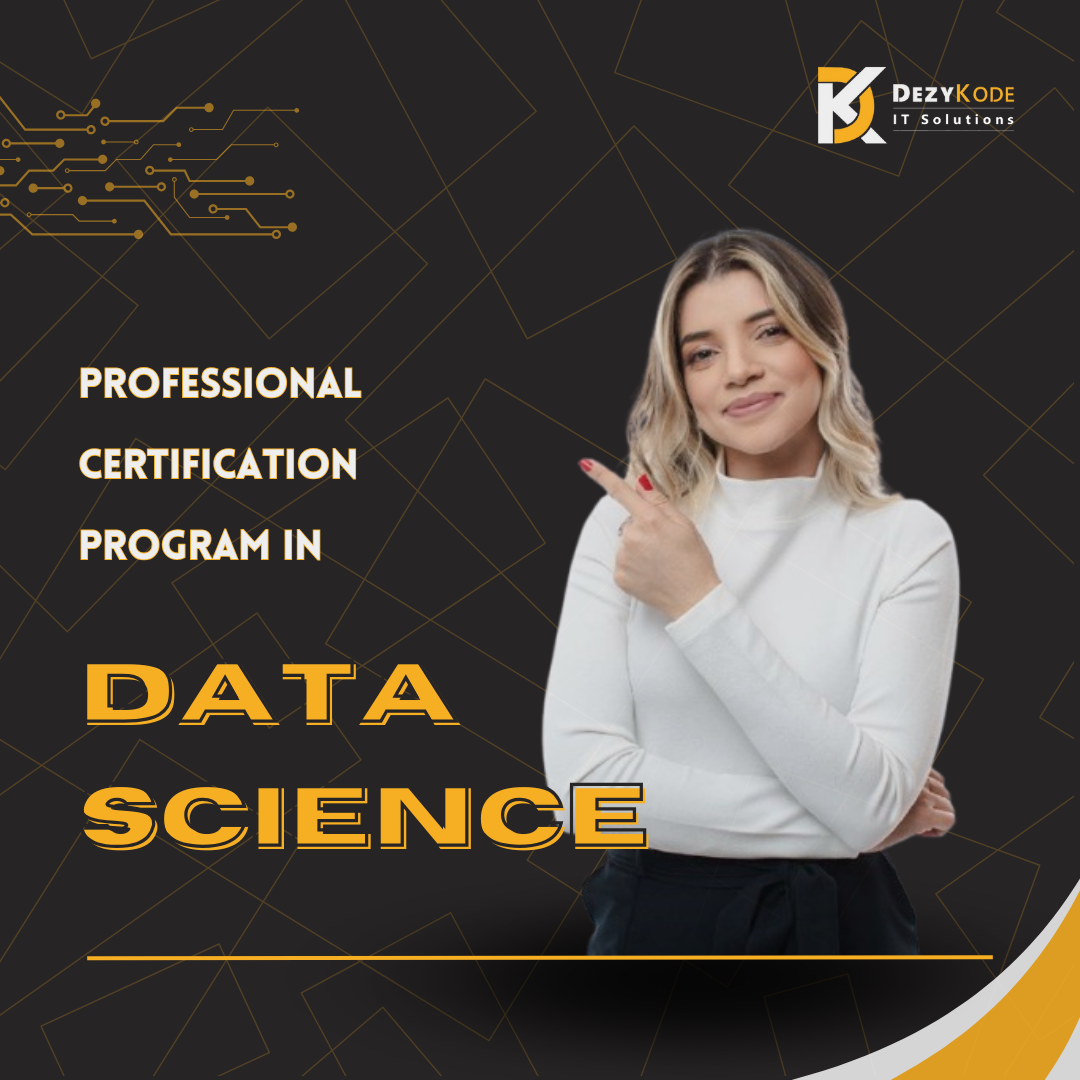 DEZYKODE
IT Solutions
PROFESSIONAL
CERTIFICATION
PROGRAM IN
DATA
SCIENCE